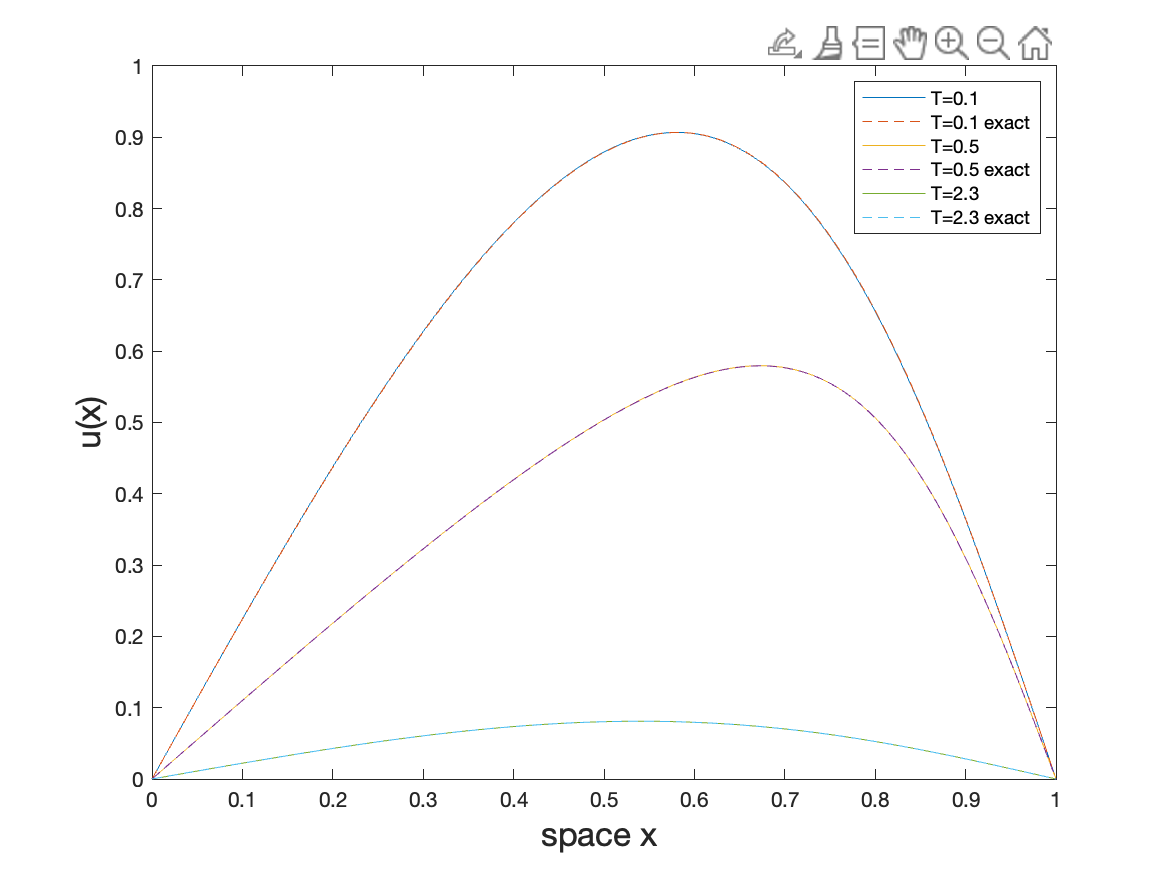 T=0.1
T=0.1 exact
T=0.5
T=0.5 exact
T=2.3
T=2.3 exact
1
0.9
0.8
0.7
0.6
0.5
0.4
0.3
0.2
0.1
0
u(x)
0 0.1 0.2 0.3 0.4 0.5 0.6 0.7 0.8 0.9 1
space x